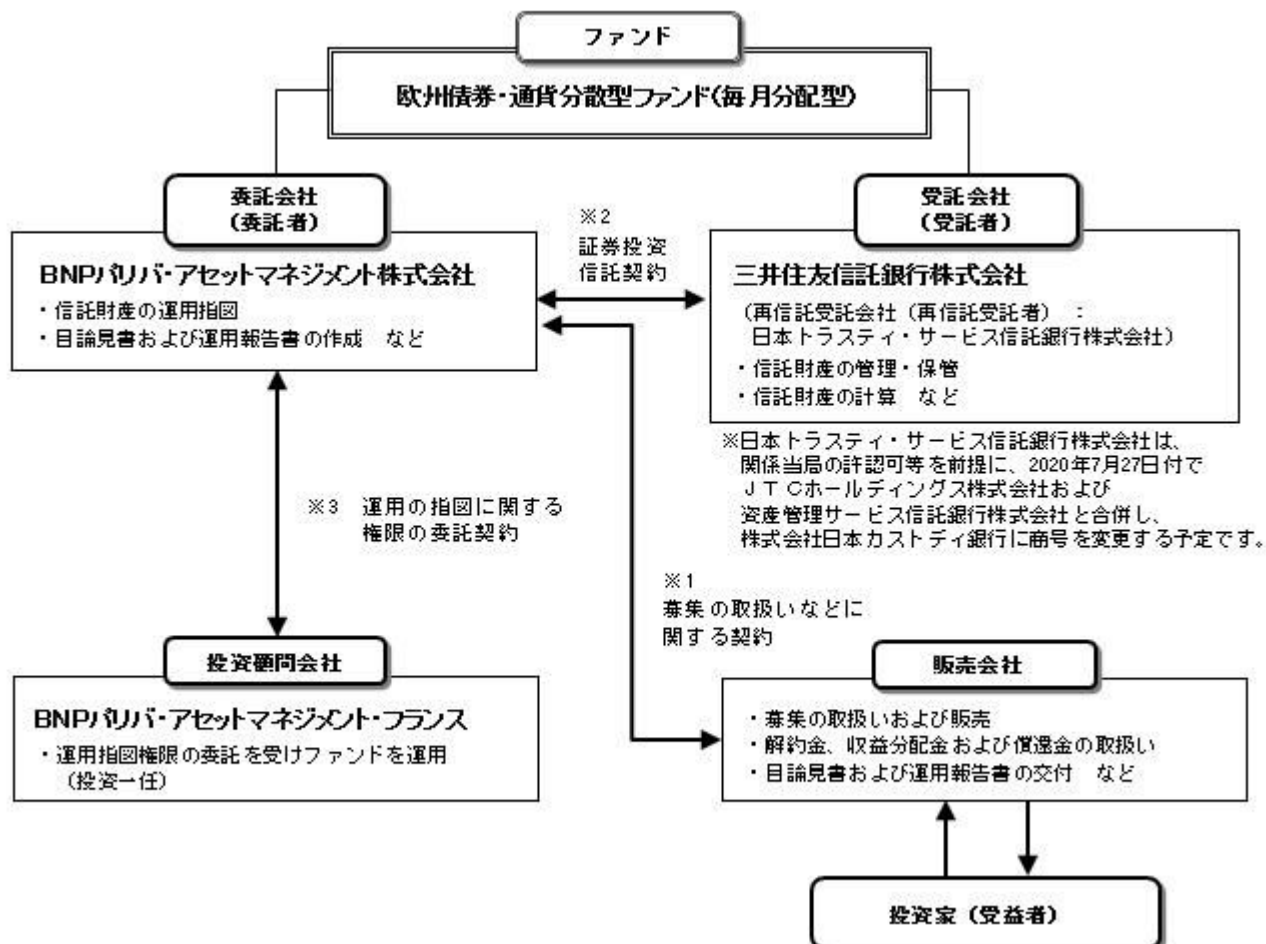 ファンド
欧州債券・通貨分散型ファンド(毎月分配型)
委託会社
(委託者)
BNPパリバ・アセットマネジメント株式会社
・信託財産の運用指図
・目論見書および運用報告書の作成 など
※2
証券投資
信託契約
受託会社
(受託者)
三井住友信託銀行株式会社
(再信託受託会社(再信託受託者) :
日本トラスティ・サービス信託銀行株式会社)
・信託財産の管理・保管
・信託財産の計算 など
※日本トラスティ・サービス信託銀行株式会社は、
関係当局の許認可等を前提に、2020年7月27日付で
JTCホールディングス株式会社および
資産管理サービス信託銀行株式会社と合併し、
株式会社日本カストディ銀行に商号を変更する予定です。
※3 運用の指図に関する
権限の委託契約
※1
募集の取扱いなどに
関する契約
投資顧問会社
BNPパリバ・アセットマネジメント・フランス
・運用指図権限の委託を受けファンドを運用
(投資一任)
販売会社
・募集の取扱いおよび販売
・解約金、収益分配金および償還金の取扱い
・目論見書および運用報告書の交付 など
投資家(受益者)